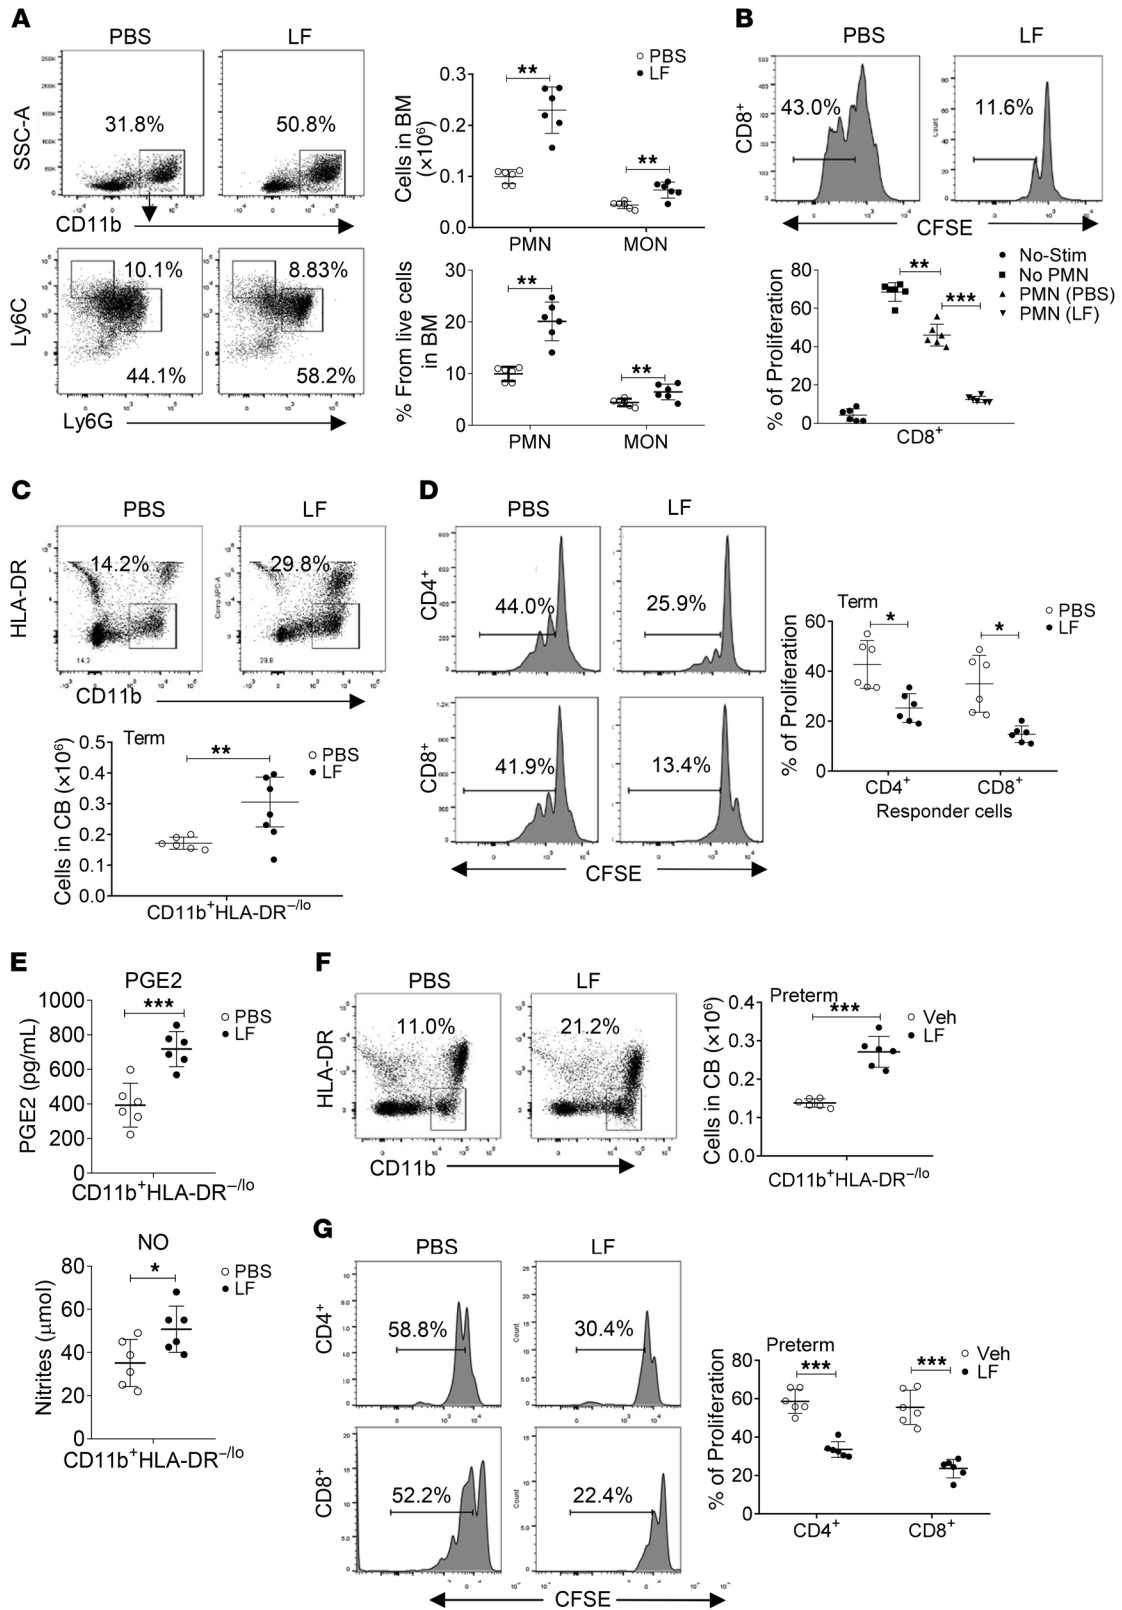 A
PBS
LF
SSC-A
31.8%
50.8%
CD11b
Ly6C
10.1%
8.83%
44.1%
58.2%
Ly6G
PBS
LF
Cells in BM
(×10⁶)
0.3
0.2
0.1
0.0
**
**
PMN
MON
% From live cells
in BM
30
20
10
0
**
**
PMN
MON
B
PBS
LF
CD8⁺
43.0%
11.6%
Count
CFSE
% of Proliferation
80
60
40
20
0
**
***
CD8⁺
No-Stim
No PMN
PMN (PBS)
PMN (LF)
C
PBS
LF
HLA-DR
14.2%
29.8%
14.2
29.8
Comp-APC-A
CD11b
Term
PBS
LF
**
Cells in CB (×10⁶)
0.5
0.4
0.3
0.2
0.1
0.0
CD11b⁺HLA-DR⁻/ˡᵒ
D
PBS
LF
CD4⁺
44.0%
25.9%
CD8⁺
41.9%
13.4%
CFSE
Term
PBS
LF
*
*
% of Proliferation
60
40
20
0
CD4⁺
CD8⁺
Responder cells
E
PGE2
PBS
LF
***
PGE2 (pg/mL)
1000
800
600
400
200
0
CD11b⁺HLA-DR⁻/ˡᵒ
NO
PBS
LF
*
Nitrites (µmol)
80
60
40
20
0
CD11b⁺HLA-DR⁻/ˡᵒ
F
PBS
LF
HLA-DR
11.0%
21.2%
CD11b
Preterm
Veh
LF
***
Cells in CB (×10⁶)
0.4
0.3
0.2
0.1
0.0
CD11b⁺HLA-DR⁻/ˡᵒ
G
PBS
LF
CD4⁺
58.8%
30.4%
Count
CD8⁺
52.2%
22.4%
Count
CFSE
Preterm
Veh
LF
***
***
% of Proliferation
80
60
40
20
0
CD4⁺
CD8⁺